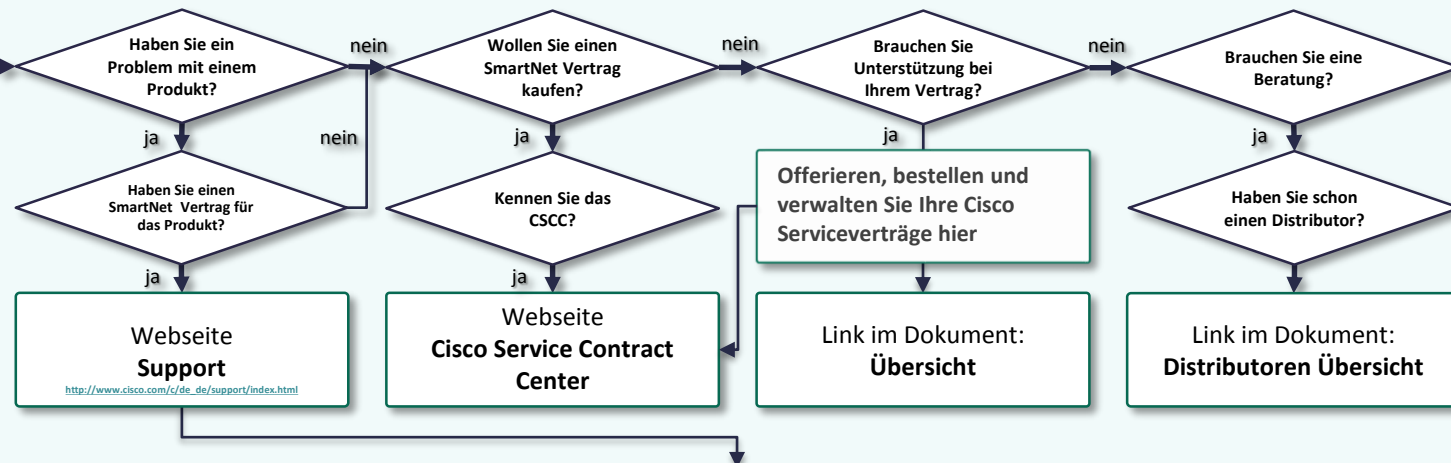 Haben Sie ein
Problem mit einem
Produkt?
nein
Wollen Sie einen
SmartNet Vertrag
kaufen?
nein
Brauchen Sie
Unterstützung bei
Ihrem Vertrag?
nein
Brauchen Sie eine
Beratung?
ja
nein
ja
ja
ja
Haben Sie einen
SmartNet Vertrag für
das Produkt?
Kennen Sie das
CSCC?
Offerieren, bestellen und
verwalten Sie Ihre Cisco
Serviceverträge hier
Haben Sie schon
einen Distributor?
ja
ja
ja
Webseite
Support
http://www.cisco.com/c/de_de/support/index.html
Webseite
Cisco Service Contract
Center
Link im Dokument:
Übersicht
Link im Dokument:
Distributoren Übersicht